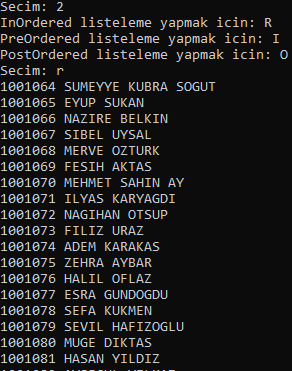 Secim: 2
InOrdered listeleme yapmak icin: R
PreOrdered listeleme yapmak icin: I
PostOrdered listeleme yapmak icin: O
Secim: r
1001064 SUMEYYE KUBRA SOGUT
1001065 EYUP SUKAN
1001066 NAZIRE BELKIN
1001067 SIBEL UYSAL
1001068 MERVE OZTURK
1001069 FESIH AKTAS
1001070 MEHMET SAHIN AY
1001071 ILYAS KARYAGDI
1001072 NAGIHAN OTSUP
1001073 FILIZ URAZ
1001074 ADEM KARAKAS
1001075 ZEHRA AYBAR
1001076 HALIL OFLAZ
1001077 ESRA GUNDOGDU
1001078 SEFA KUKMEN
1001079 SEVIL HAFIZOGLU
1001080 MUGE DIKTAS
1001081 HASAN YILDIZ